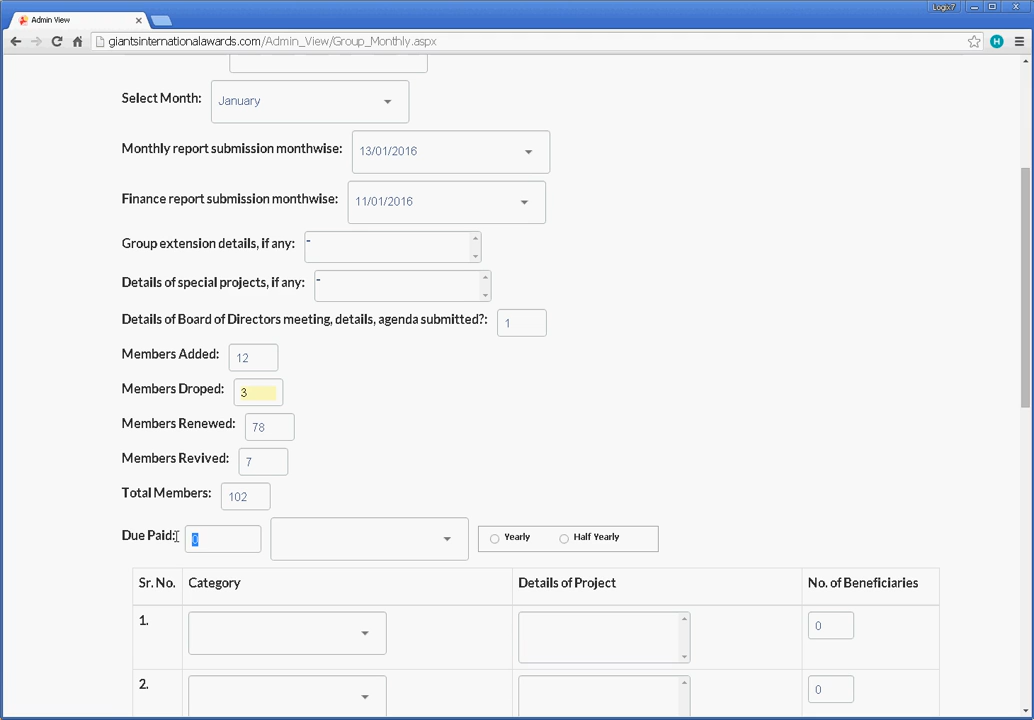 Logix7
Admin View
giantsinternationalawards.com/Admin_View/Group_Monthly.aspx
H
Select Month: January
Monthly report submission monthwise: 13/01/2016
Finance report submission monthwise: 11/01/2016
Group extension details, if any: -
Details of special projects, if any: -
Details of Board of Directors meeting, details, agenda submitted?: 1
Members Added: 12
Members Droped: 3
Members Renewed: 78
Members Revived: 7
Total Members: 102
Due Paid: 0 Yearly Half Yearly
Sr. No. Category Details of Project No. of Beneficiaries
1. 0
2. 0